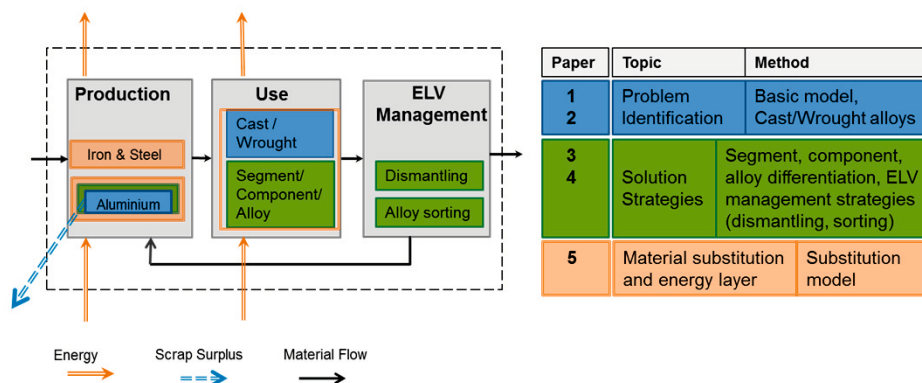 Production
Iron & Steel
Aluminium
Use
Cast /
Wrought
Segment/
Component/
Alloy
ELV
Management
Dismantling
Alloy sorting
Energy
Scrap Surplus
Material Flow
Paper
Topic
Method
1
2
Problem
Identification
Basic model,
Cast/Wrought alloys
3
4
Solution
Strategies
Segment, component,
alloy differentiation, ELV
management strategies
(dismantling, sorting)
5
Material substitution
and energy layer
Substitution
model